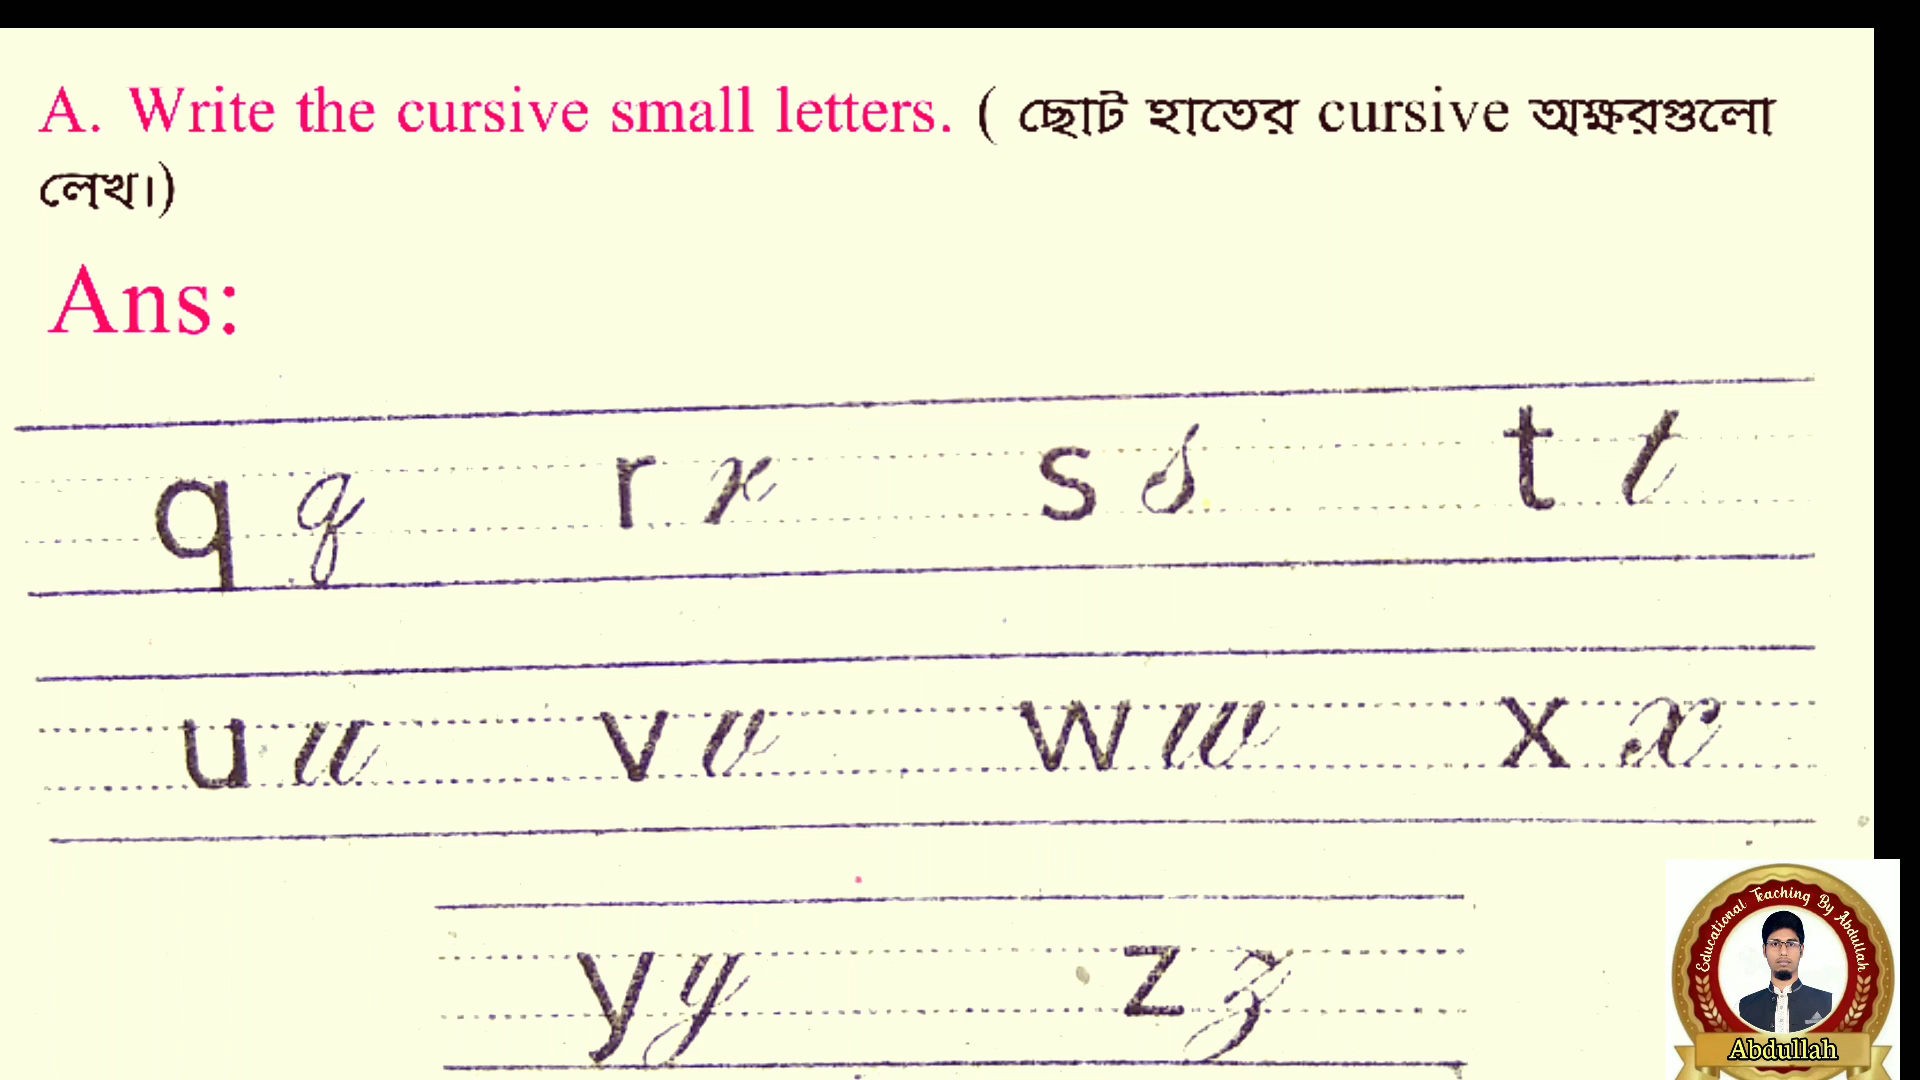 A. Write the cursive small letters. ( ছোট হাতের cursive অক্ষরগুলো
লেখ।)
Ans:
q q r r s s t t
u u v v w w x x
y y z z
Educational Teaching By Abdullah
Abdullah